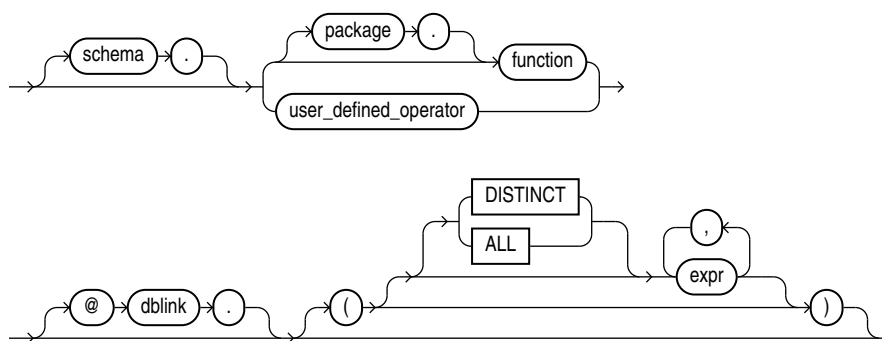 package .
schema . function
user_defined_operator
DISTINCT
ALL ,
expr
@ dblink . ( )